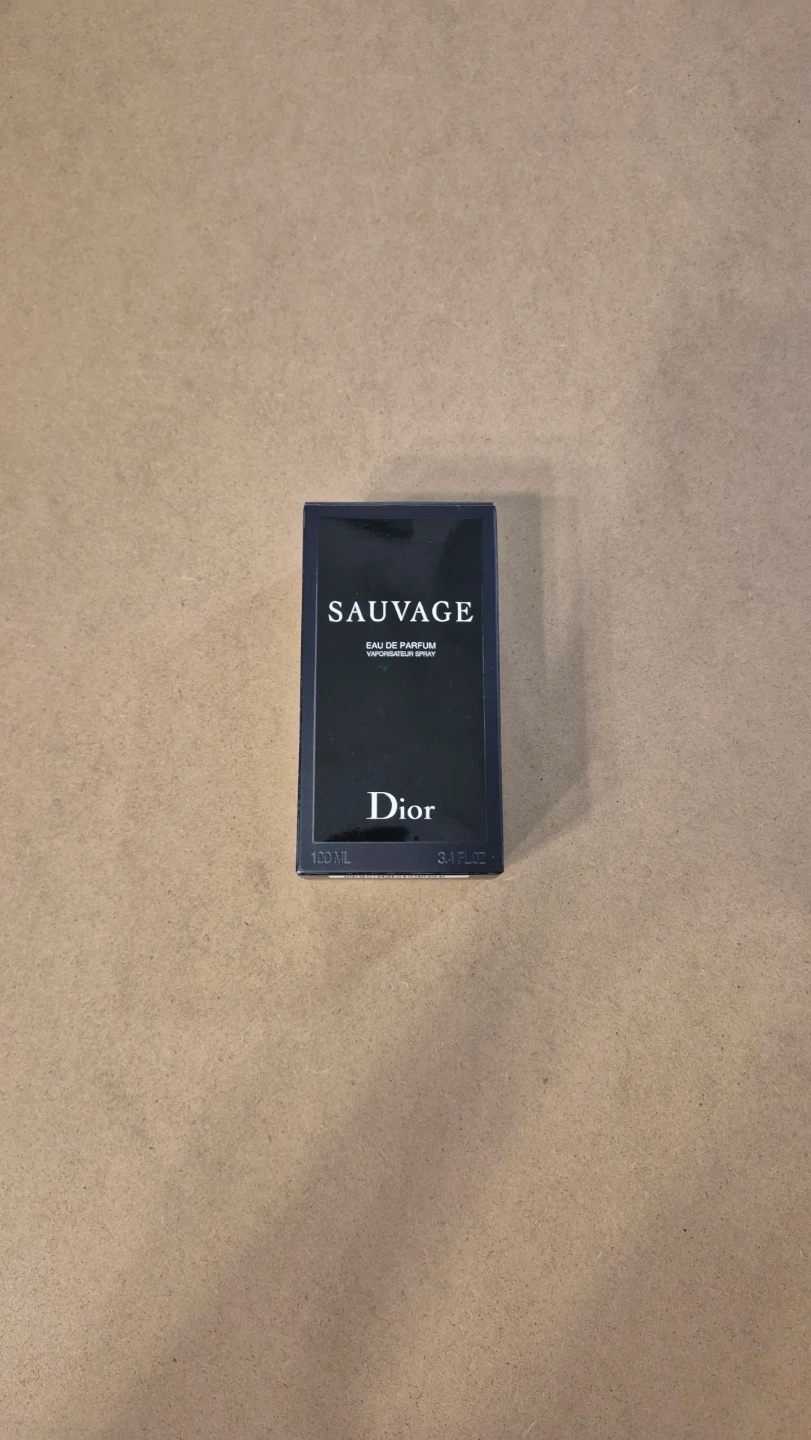 SAUVAGE
EAU DE PARFUM
VAPORISATEUR SPRAY
Dior
100 ML 3.4 FL.OZ